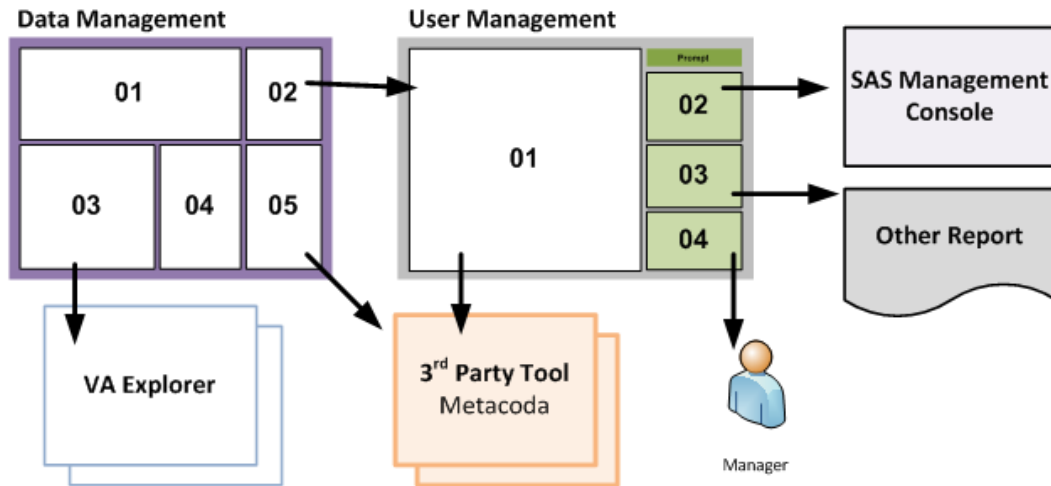 Data Management
User Management
01
02
03
04
05
01
Prompt
02
03
04
SAS Management
Console
Other Report
VA Explorer
3rd Party Tool
Metacoda
Manager